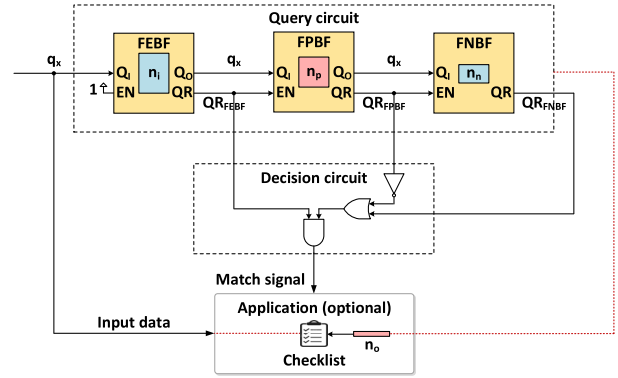 Query circuit
FEBF FPBF FNBF
qx qx qx
QI ni QO QI np QO QI nn
1 EN QR EN QR EN QR
QRFEBF QRFPBF QRFNBF
Decision circuit
Match signal
Application (optional)
Input data
no
Checklist